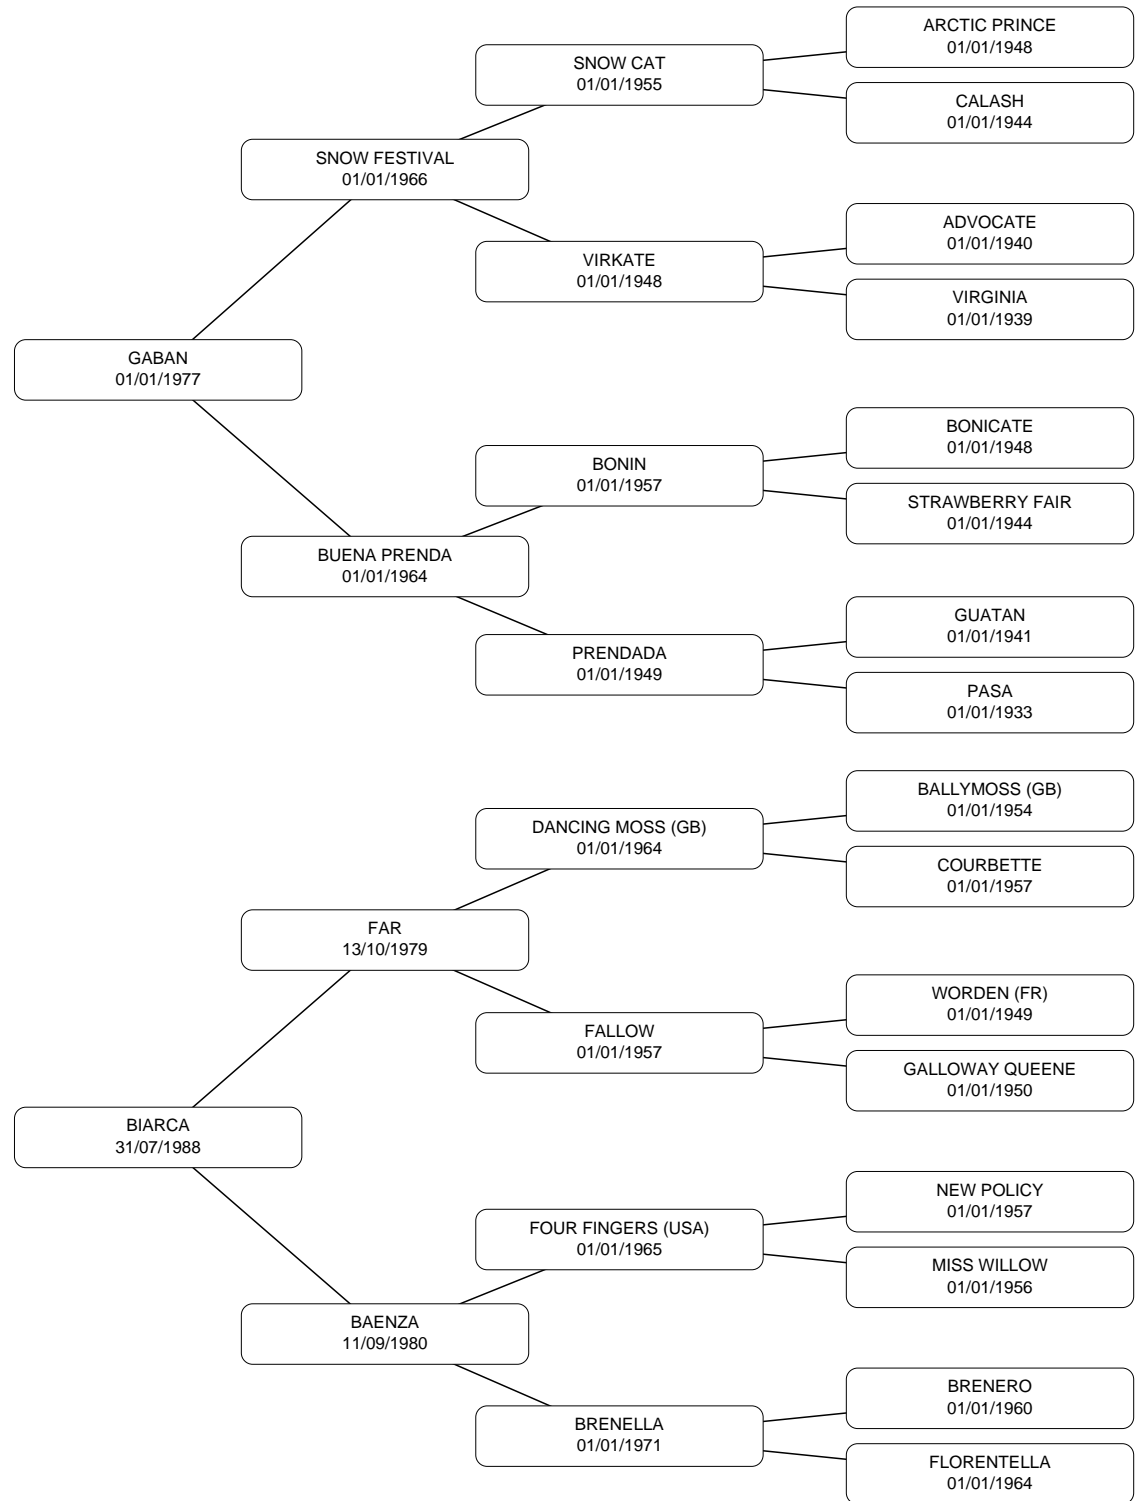 ARCTIC PRINCE
01/01/1948
SNOW CAT
01/01/1955
CALASH
01/01/1944
SNOW FESTIVAL
01/01/1966
ADVOCATE
01/01/1940
VIRKATE
01/01/1948
VIRGINIA
01/01/1939
GABAN
01/01/1977
BONICATE
01/01/1948
BONIN
01/01/1957
STRAWBERRY FAIR
01/01/1944
BUENA PRENDA
01/01/1964
GUATAN
01/01/1941
PRENDADA
01/01/1949
PASA
01/01/1933
BALLYMOSS (GB)
01/01/1954
DANCING MOSS (GB)
01/01/1964
COURBETTE
01/01/1957
FAR
13/10/1979
WORDEN (FR)
01/01/1949
FALLOW
01/01/1957
GALLOWAY QUEENE
01/01/1950
BIARCA
31/07/1988
NEW POLICY
01/01/1957
FOUR FINGERS (USA)
01/01/1965
MISS WILLOW
01/01/1956
BAENZA
11/09/1980
BRENERO
01/01/1960
BRENELLA
01/01/1971
FLORENTELLA
01/01/1964